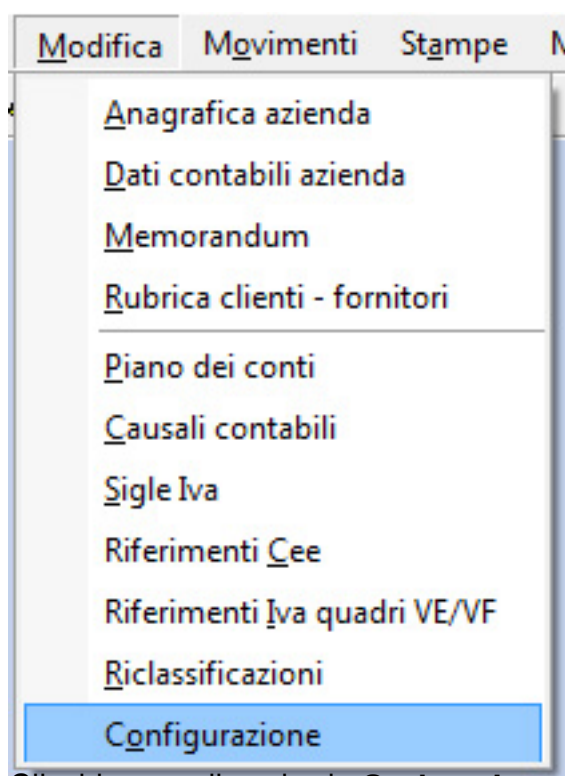 Modifica Movimenti Stampe
Anagrafica azienda
Dati contabili azienda
Memorandum
Rubrica clienti - fornitori
Piano dei conti
Causali contabili
Sigle Iva
Riferimenti Cee
Riferimenti Iva quadri VE/VF
Riclassificazioni
Configurazione